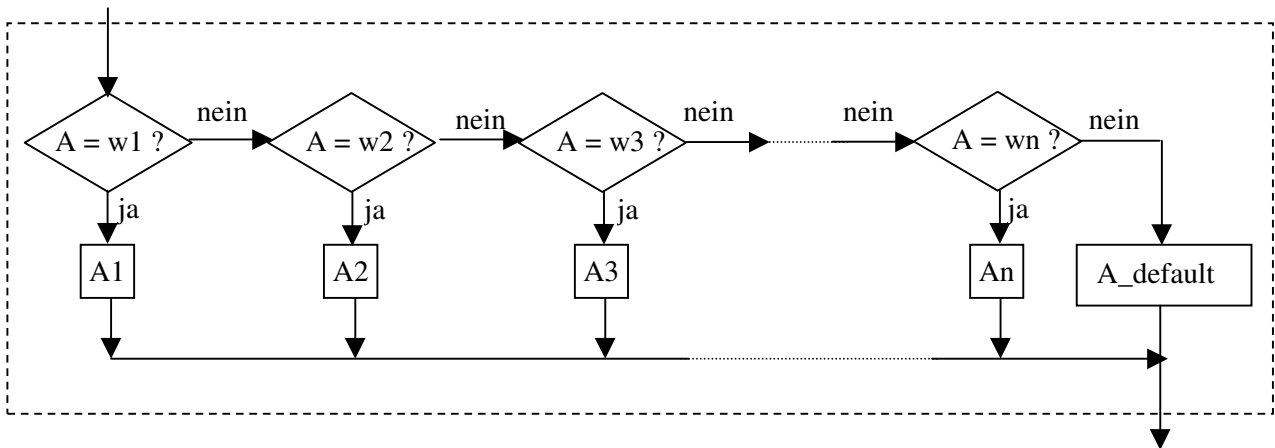 nein
nein
nein
nein
nein
A = w1 ?
A = w2 ?
A = w3 ?
A = wn ?
ja
ja
ja
ja
A1
A2
A3
An
A_default